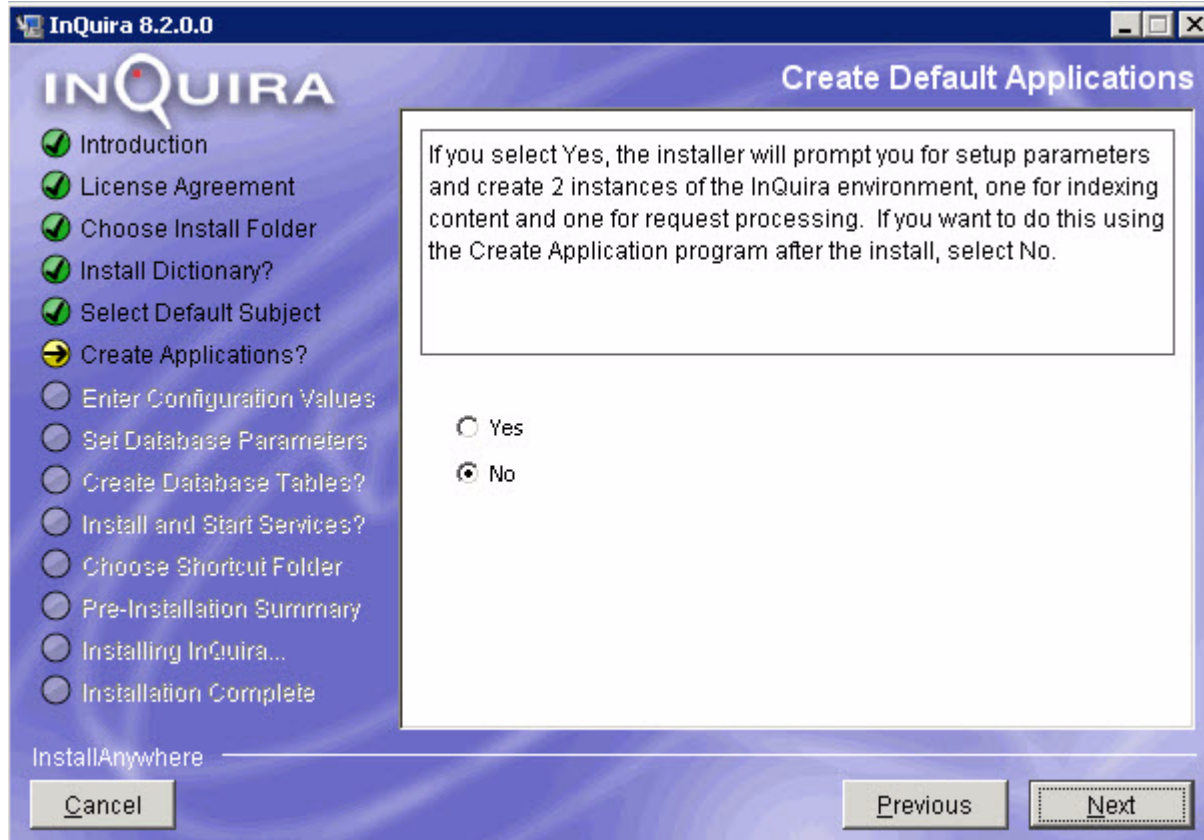 InQuira 8.2.0.0
INQUIRA
Create Default Applications
Introduction
License Agreement
Choose Install Folder
Install Dictionary?
Select Default Subject
Create Applications?
Enter Configuration Values
Set Database Parameters
Create Database Tables?
Install and Start Services?
Choose Shortcut Folder
Pre-Installation Summary
Installing InQuira...
Installation Complete
If you select Yes, the installer will prompt you for setup parameters
and create 2 instances of the InQuira environment, one for indexing
content and one for request processing.  If you want to do this using
the Create Application program after the install, select No.
Yes
No
InstallAnywhere
Cancel
Previous
Next